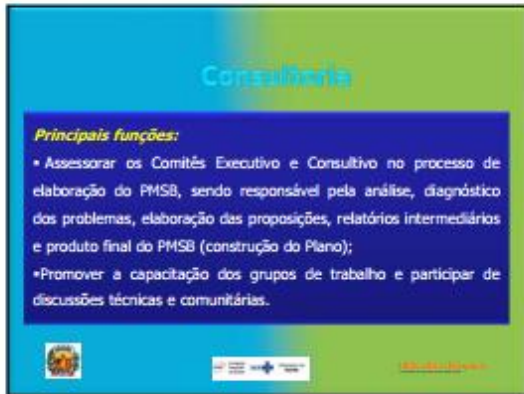 Consultoria
Principais funções:
▪ Assessorar os Comitês Executivo e Consultivo no processo de
elaboração do PMSB, sendo responsável pela análise, diagnóstico
dos problemas, elaboração das proposições, relatórios intermediários
e produto final do PMSB (construção do Plano);
▪Promover a capacitação dos grupos de trabalho e participar de
discussões técnicas e comunitárias.